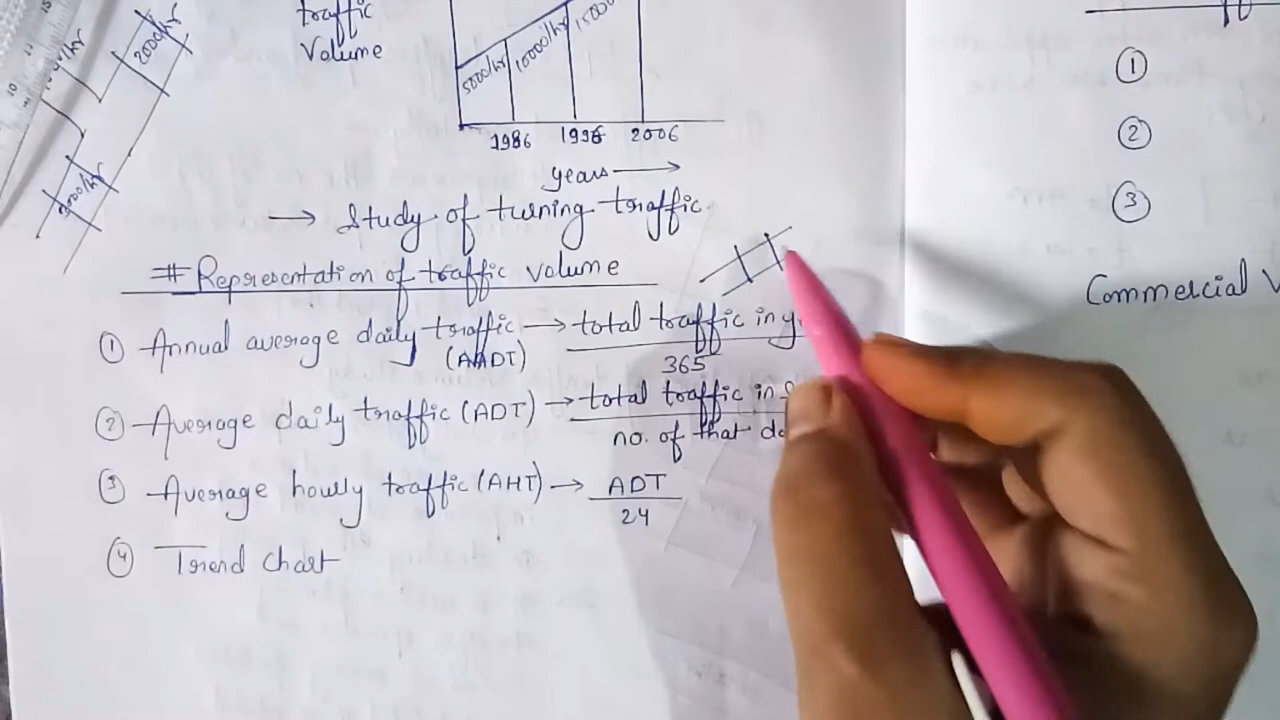 traffic
Volume
2000/hr
3000/hr
5000/hr 10000/hr
1986 1996 2006
years →
→ Study of turning traffic.
# Representation of traffic volume
① Annual average daily traffic (AADT) → total traffic in
365
② Average daily traffic (ADT) → total traffic in
no. of that
③ Average hourly traffic (AHT) → ADT
24
④ Trend chart
①
②
③
Commercial V